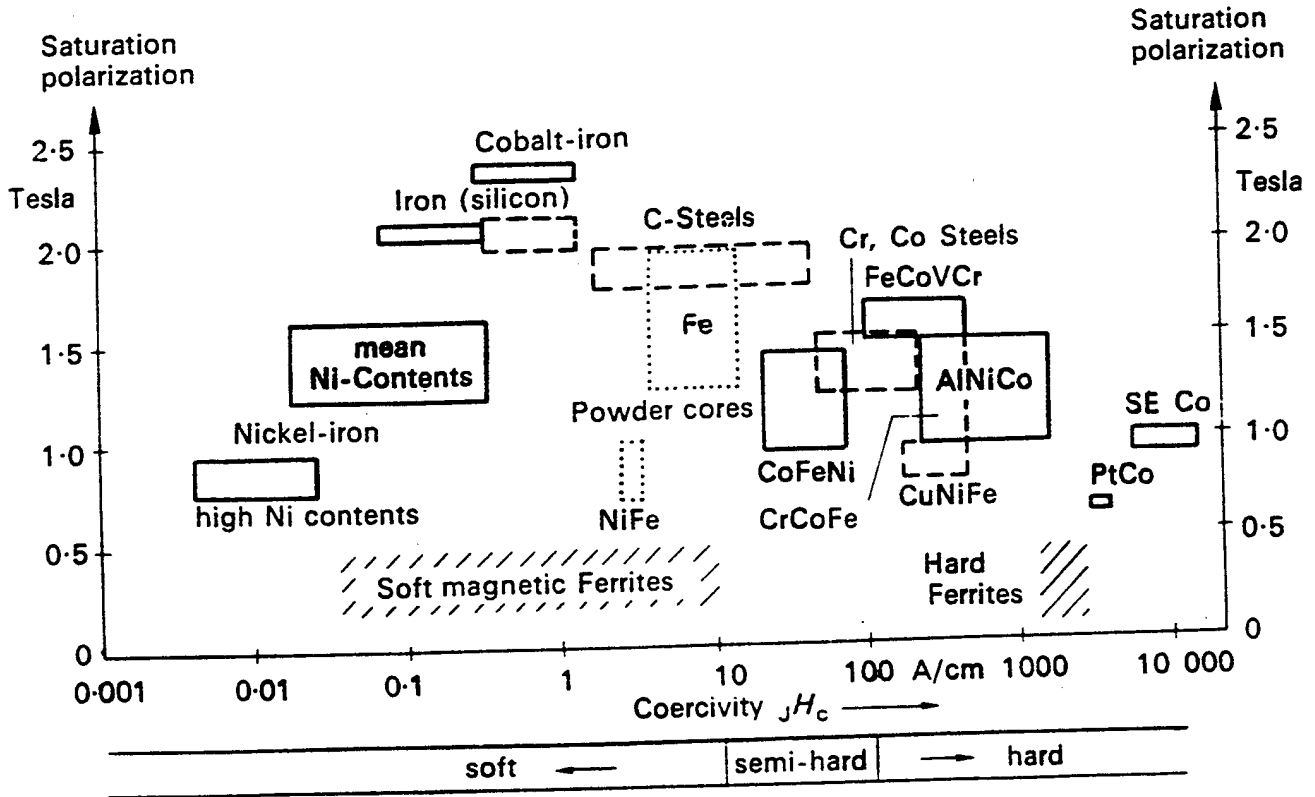 Saturation
polarization
Saturation
polarization
2·5
Tesla
2·0
1·5
1·0
0·5
0
2·5
Tesla
2·0
1·5
1·0
0·5
0
Cobalt-iron
Iron (silicon)
C-Steels
Cr, Co Steels
FeCoVCr
Fe
mean
Ni-Contents
AlNiCo
Powder cores
SE Co
Nickel-iron
CoFeNi
PtCo
CuNiFe
high Ni contents
NiFe
CrCoFe
Soft magnetic Ferrites
Hard
Ferrites
0·001
0·01
0·1
1
10
100
A/cm
1000
10 000
Coercivity JHc
soft
semi-hard
hard